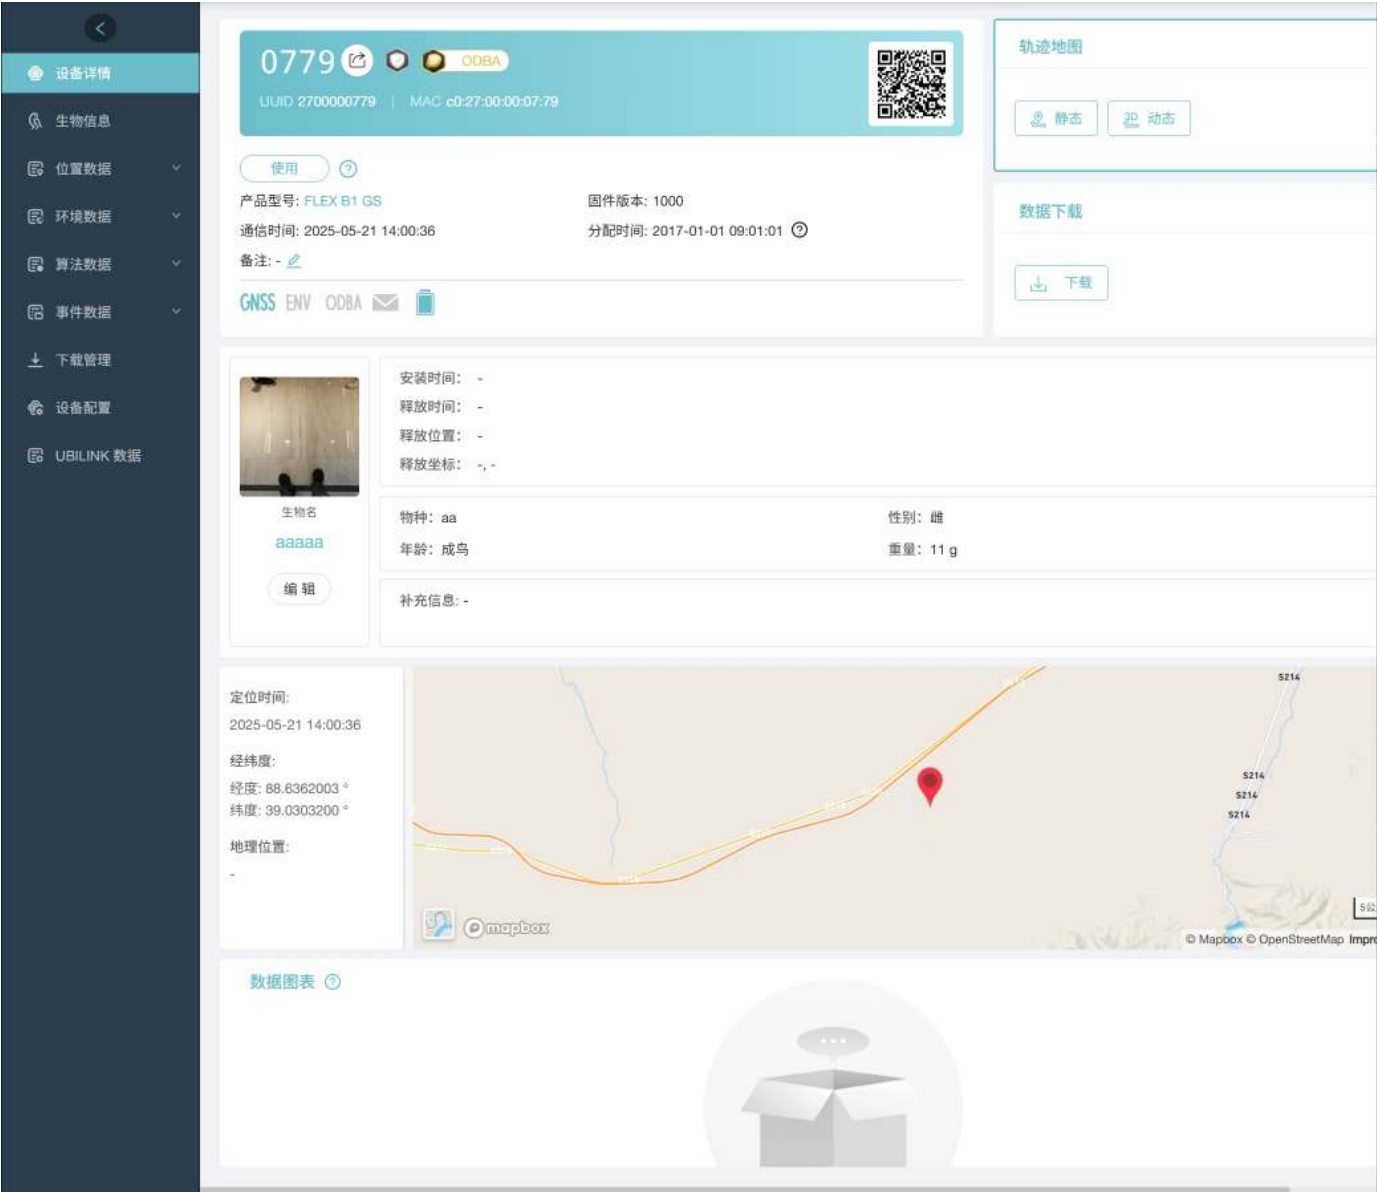 设备详情
生物信息
位置数据
环境数据
算法数据
事件数据
下载管理
设备配置
UBILINK 数据
0779 ODBA
UUID 2700000779 | MAC c0:27:00:00:07:79
使用
产品型号: FLEX B1 GS
固件版本: 1000
通信时间: 2025-05-21 14:00:36
分配时间: 2017-01-01 09:01:01
备注: -
GNSS ENV ODBA
轨迹地图
静态
2D 动态
数据下载
下载
生物名
aaaaa
编 辑
安装时间： -
释放时间： -
释放位置： -
释放坐标： -, -
物种：aa
性别：雌
年龄：成鸟
重量：11 g
补充信息: -
定位时间:
2025-05-21 14:00:36
经纬度:
经度: 88.6362003 °
纬度: 39.0303200 °
地理位置:
-
S214
S214
S214
S214
mapbox
© Mapbox © OpenStreetMap
数据图表